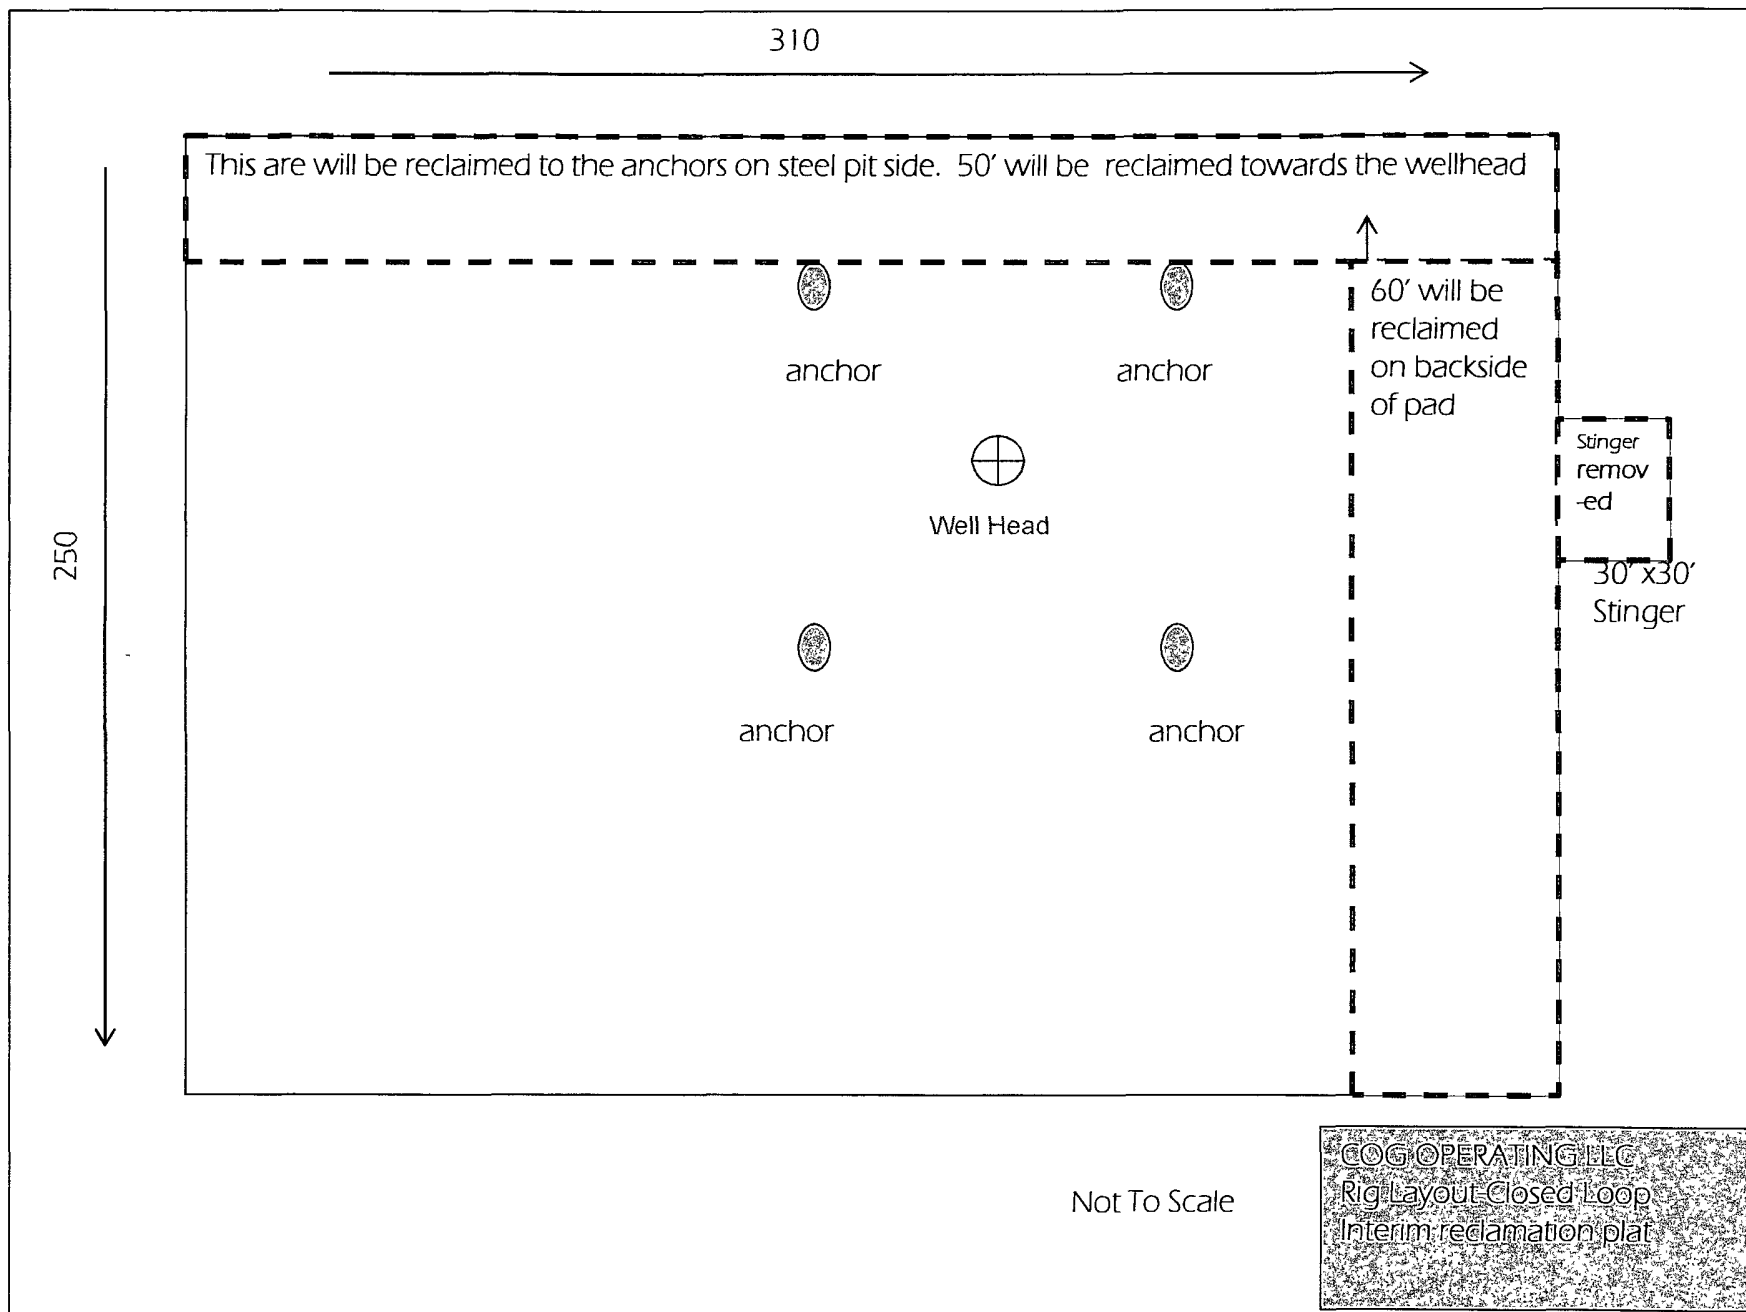 310
This are will be reclaimed to the anchors on steel pit side. 50' will be reclaimed towards the wellhead
60' will be
reclaimed
on backside
of pad
anchor
anchor
Stinger
remov
-ed
Well Head
250
30' x30'
Stinger
anchor
anchor
COG OPERATING LLC
Rig Layout-Closed Loop
Interim reclamation plat
Not To Scale